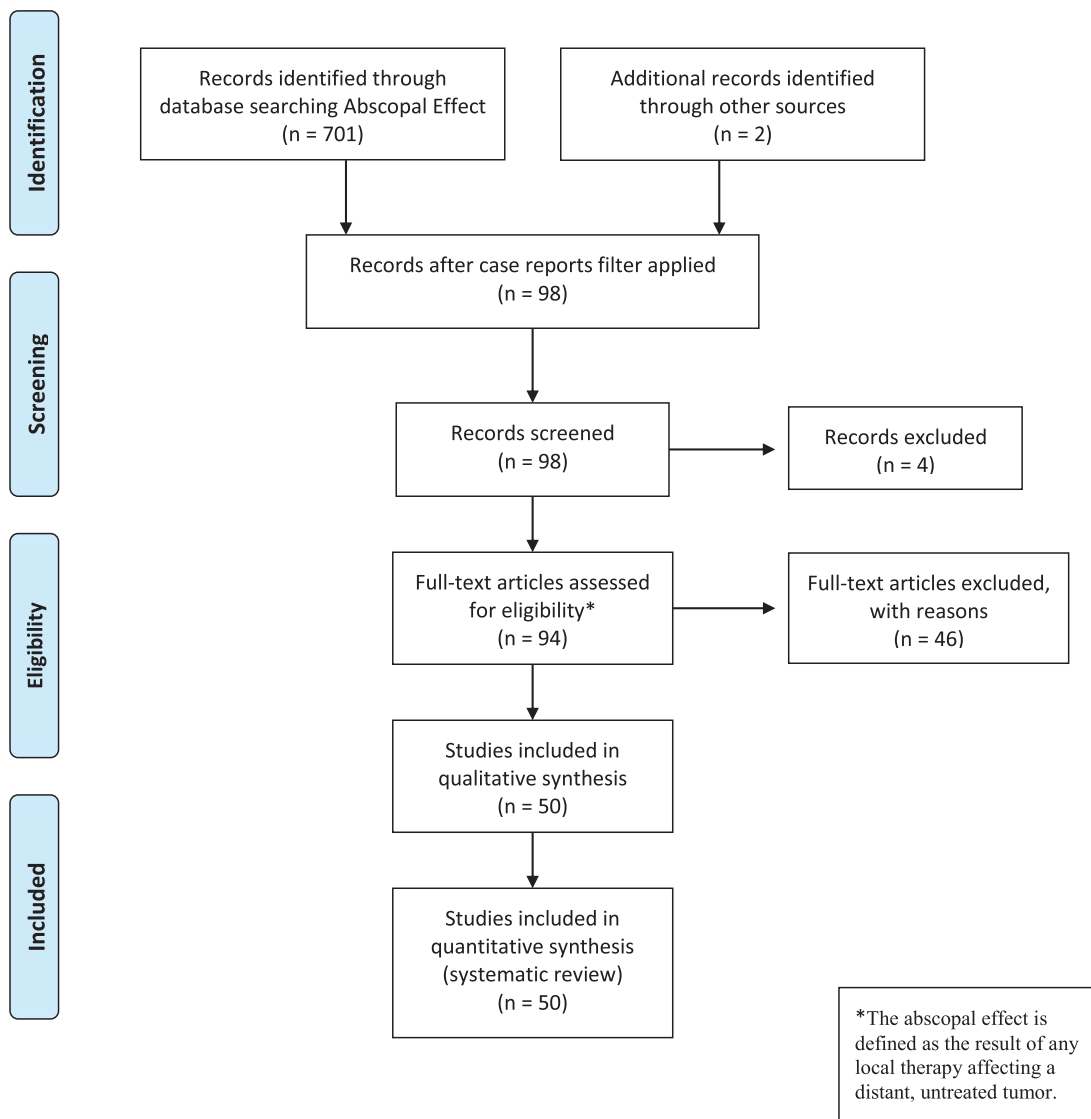 Identification
Records identified through
database searching Abscopal Effect
(n = 701)
Additional records identified
through other sources
(n = 2)
Records after case reports filter applied
(n = 98)
Screening
Records screened
(n = 98)
Records excluded
(n = 4)
Eligibility
Full-text articles assessed
for eligibility*
(n = 94)
Full-text articles excluded,
with reasons
(n = 46)
Studies included in
qualitative synthesis
(n = 50)
Included
Studies included in
quantitative synthesis
(systematic review)
(n = 50)
*The abscopal effect is
defined as the result of any
local therapy affecting a
distant, untreated tumor.